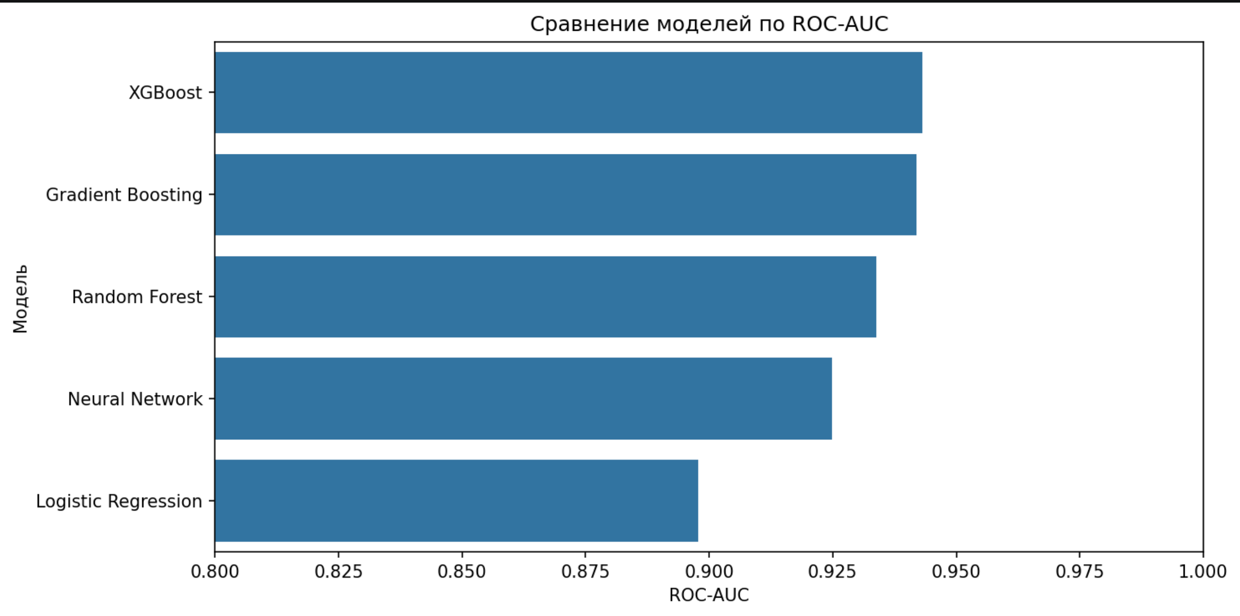 Сравнение моделей по ROC-AUC
Модель
XGBoost
Gradient Boosting
Random Forest
Neural Network
Logistic Regression
0.800 0.825 0.850 0.875 0.900 0.925 0.950 0.975 1.000
ROC-AUC